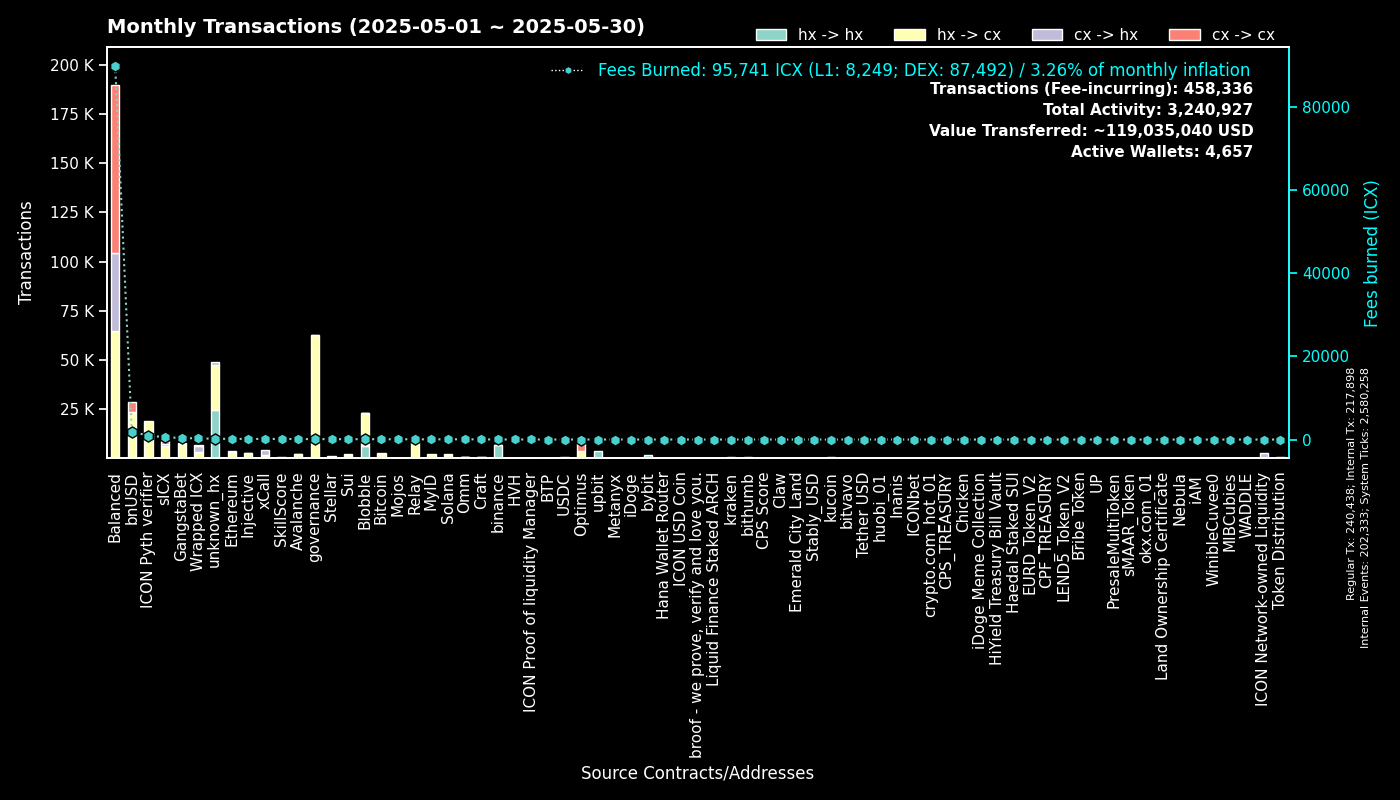 Monthly Transactions (2025-05-01 ~ 2025-05-30)
hx -> hx
hx -> cx
cx -> hx
cx -> cx
Fees Burned: 95,741 ICX (L1: 8,249; DEX: 87,492) / 3.26% of monthly inflation
Transactions (Fee-incurring): 458,336
Total Activity: 3,240,927
Value Transferred: ~119,035,040 USD
Active Wallets: 4,657
Transactions
200 K
175 K
150 K
125 K
100 K
75 K
50 K
25 K
80000
60000
40000
20000
0
Fees burned (ICX)
Regular Tx: 240,438; Internal Tx: 217,898
Internal Events: 202,333; System Ticks: 2,580,258
Balanced
bnUSD
ICON Pyth verifier
sICX
GangstaBet
Wrapped ICX
unknown_hx
Ethereum
Injective
xCall
SkillScore
Avalanche
governance
Stellar
Sui
Blobble
Bitcoin
Mojos
Relay
MyID
Solana
Omm
Craft
binance
HVH
ICON Proof of liquidity Manager
BTP
USDC
Optimus
upbit
Metanyx
iDoge
bybit
Hana Wallet Router
ICON USD Coin
broof - we prove, verify and love you.
Liquid Finance Staked ARCH
kraken
bithumb
CPS Score
Claw
Emerald City Land
Stably_USD
kucoin
bitvavo
Tether USD
huobi_01
Inanis
ICONbet
crypto.com_hot_01
CPS_TREASURY
Chicken
iDoge Meme Collection
HiYield Treasury Bill Vault
Haedal Staked SUI
EURD_Token_V2
CPF_TREASURY
LEND5_Token_V2
Bribe Token
UP
PresaleMultiToken
sMAAR_Token
okx.com_01
Land Ownership Certificate
Nebula
iAM
WinibleCuvee0
MIBCubies
WADDLE
ICON Network-owned Liquidity
Token Distribution
Source Contracts/Addresses